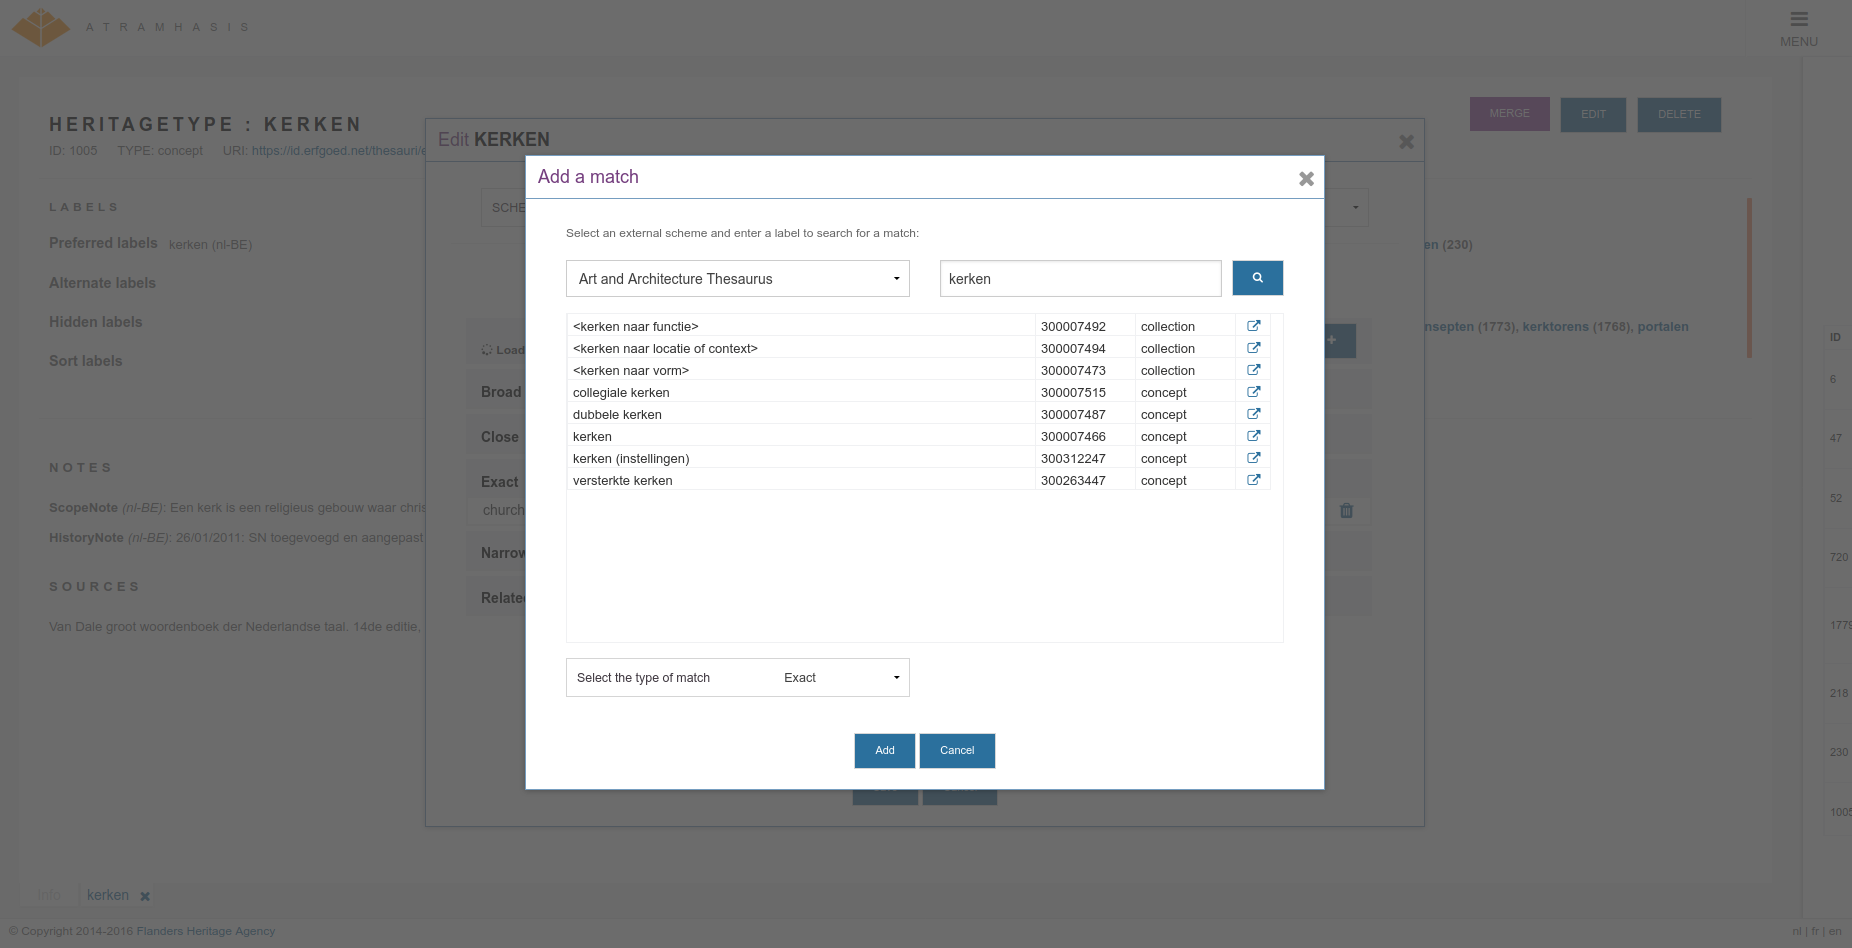 ATRAMHASIS
MENU
HERITAGETYPE : KERKEN
ID: 1005 TYPE: concept URI: https://id.erfgoed.net/thesauri/e
MERGE EDIT DELETE
LABELS
Preferred labels kerken (nl-BE)
Alternate labels
Hidden labels
Sort labels
NOTES
ScopeNote (nl-BE): Een kerk is een religieus gebouw waar chris
HistoryNote (nl-BE): 26/01/2011: SN toegevoegd en aangepast
SOURCES
Van Dale groot woordenboek der Nederlandse taal. 14de editie,
Edit KERKEN
SCHE
Load
Broad
Close
Exact
church
Narrow
Relate
Add a match
Select an external scheme and enter a label to search for a match:
Art and Architecture Thesaurus kerken
<kerken naar functie> 300007492 collection
<kerken naar locatie of context> 300007494 collection
<kerken naar vorm> 300007473 collection
collegiale kerken 300007515 concept
dubbele kerken 300007487 concept
kerken 300007466 concept
kerken (instellingen) 300312247 concept
versterkte kerken 300263447 concept
Select the type of match Exact
Add Cancel
en (230)
nsepten (1773), kerktorens (1768), portalen
ID
6
47
52
720
1779
218
230
1005
Info kerken
© Copyright 2014-2016 Flanders Heritage Agency
nl | fr | en